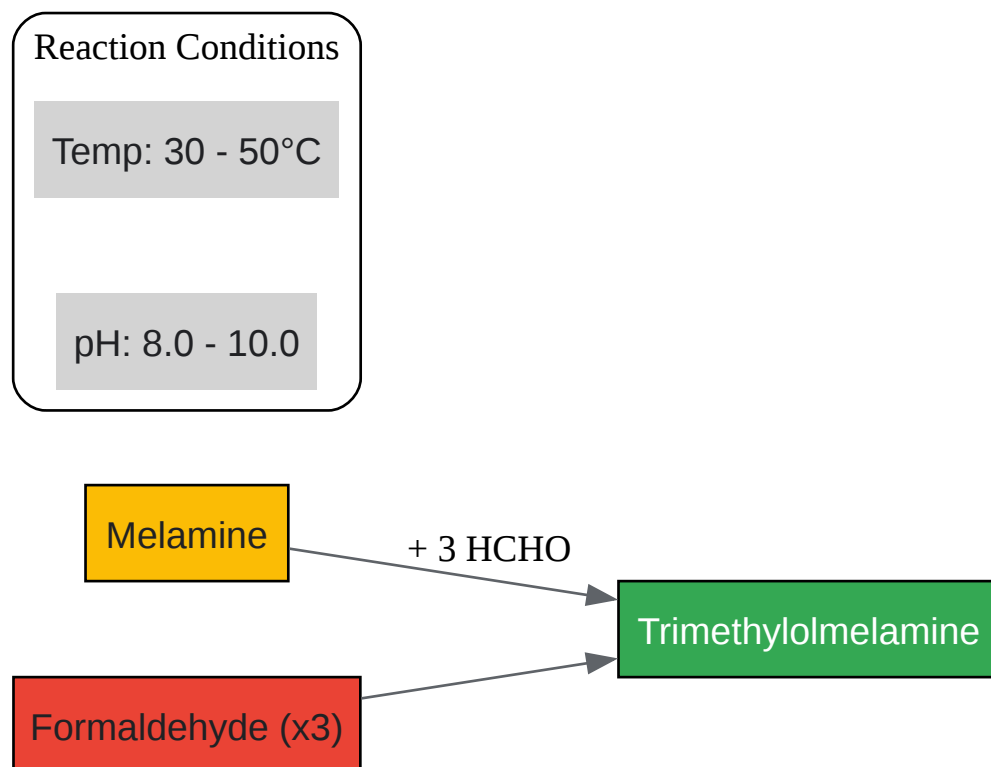 Reaction Conditions
Temp: 30 - 50°C
pH: 8.0 - 10.0
Melamine
+ 3 HCHO
Trimethylolmelamine
Formaldehyde (x3)